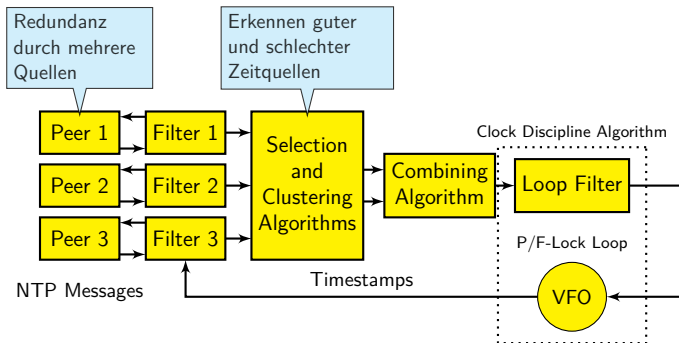 Redundanz
durch mehrere
Quellen
Erkennen guter
und schlechter
Zeitquellen
Peer 1
Filter 1
Peer 2
Filter 2
Peer 3
Filter 3
Selection
and
Clustering
Algorithms
Combining
Algorithm
Clock Discipline Algorithm
Loop Filter
P/F-Lock Loop
VFO
Timestamps
NTP Messages